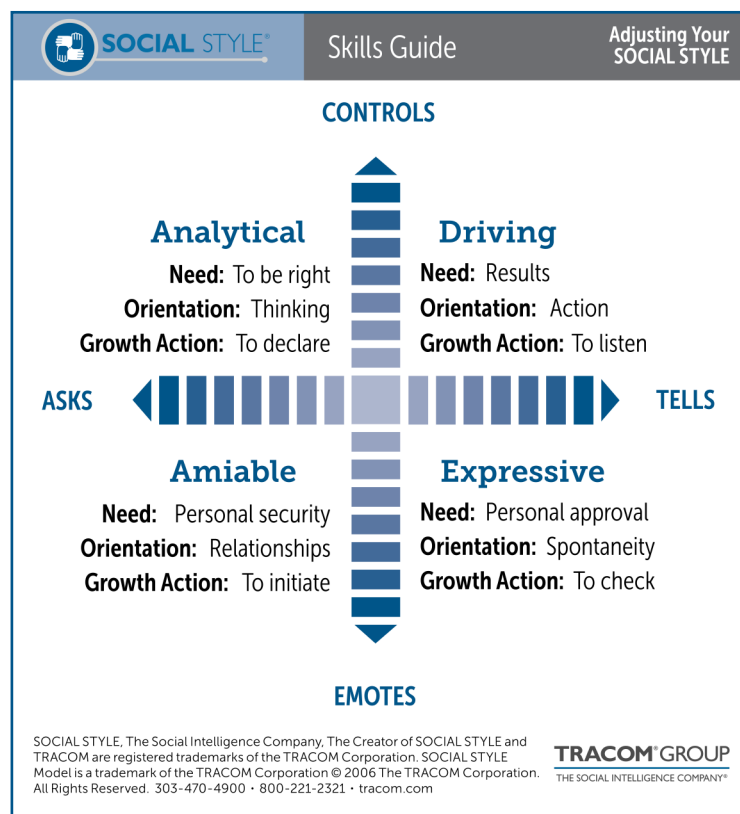 SOCIAL STYLE®
Skills Guide
Adjusting Your
SOCIAL STYLE
CONTROLS
Analytical
Need: To be right
Orientation: Thinking
Growth Action: To declare
Driving
Need: Results
Orientation: Action
Growth Action: To listen
ASKS
TELLS
Amiable
Need: Personal security
Orientation: Relationships
Growth Action: To initiate
Expressive
Need: Personal approval
Orientation: Spontaneity
Growth Action: To check
EMOTES
SOCIAL STYLE, The Social Intelligence Company, The Creator of SOCIAL STYLE and
TRACOM are registered trademarks of the TRACOM Corporation. SOCIAL STYLE
Model is a trademark of the TRACOM Corporation © 2006 The TRACOM Corporation.
All Rights Reserved. 303-470-4900 • 800-221-2321 • tracom.com
TRACOM® GROUP
THE SOCIAL INTELLIGENCE COMPANY®